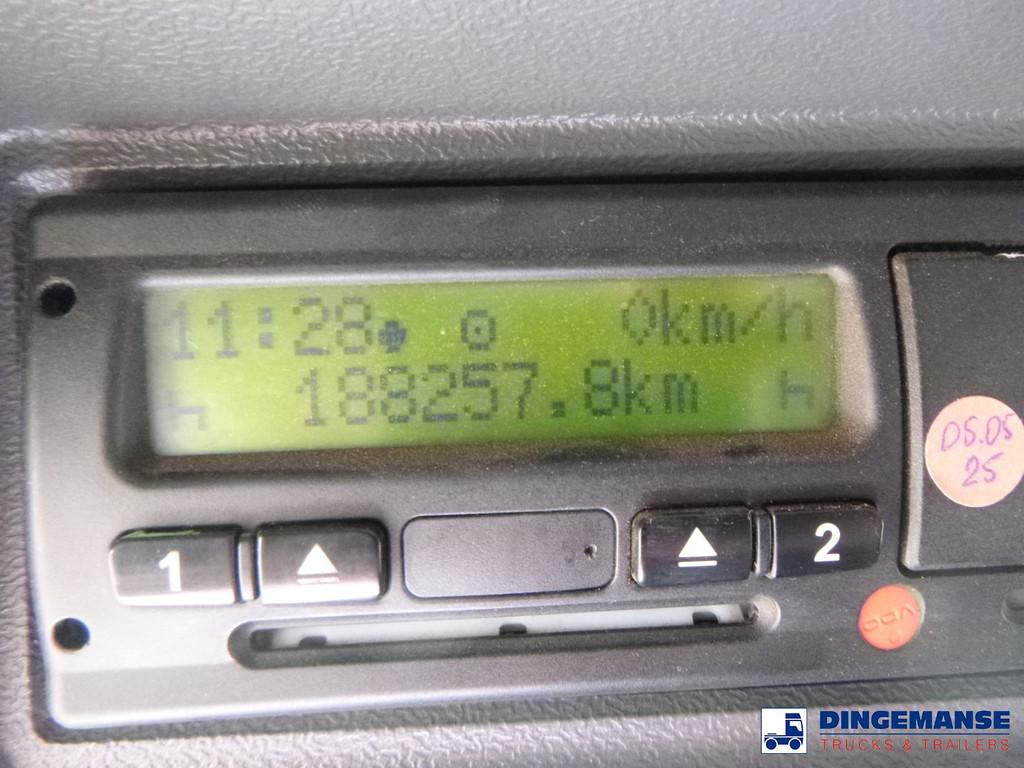 11:28 0km/h
188257.8km
05.05
25
1
2
VDO
DINGEMANSE
TRUCKS & TRAILERS